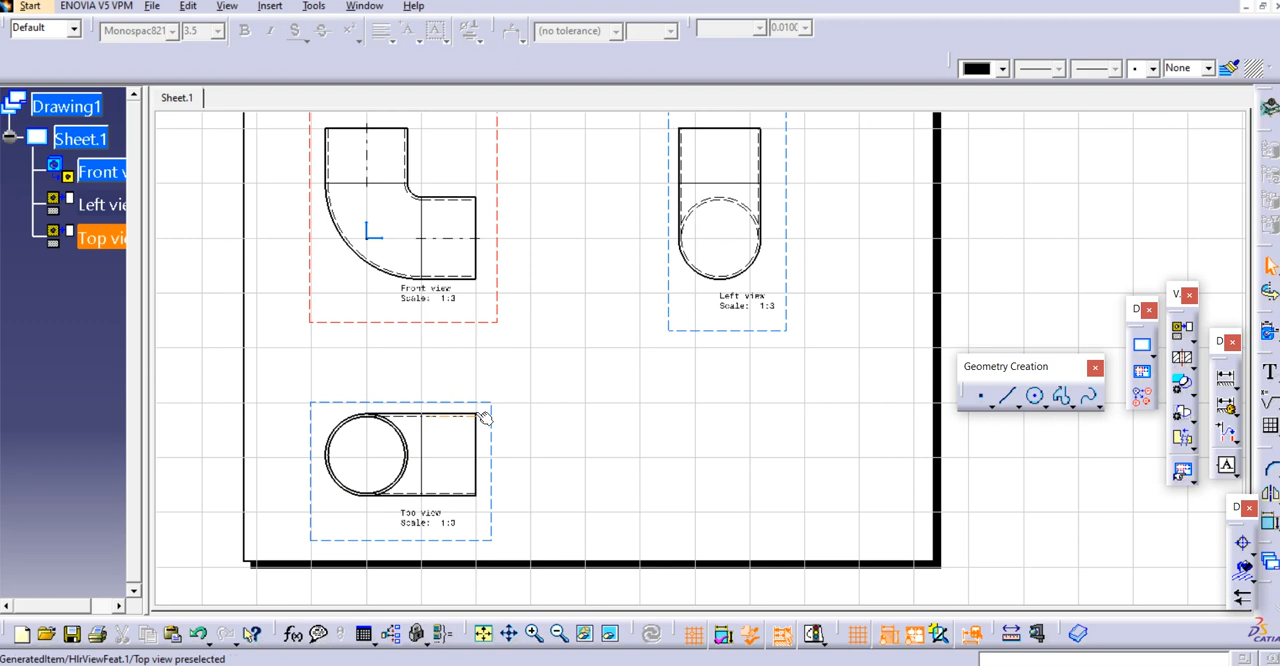 Start ENOVIA V5 VPM File Edit View Insert Tools Window Help
Default Monospac821 3.5 B I S S (no tolerance) 0.0100
None
Drawing1
Sheet.1
Front v
Left vie
Top vie
Sheet.1
Front view
Scale: 1:3
Left view
Scale: 1:3
Top view
Scale: 1:3
Geometry Creation
D
V.
D
D
T
A
f(x)
CATIA
GeneratedItem/HlrViewFeat.1/Top view preselected